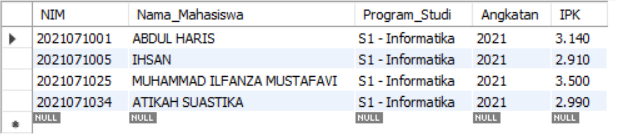 NIM Nama_Mahasiswa Program_Studi Angkatan IPK
2021071001 ABDUL HARIS S1 - Informatika 2021 3.140
2021071005 IHSAN S1 - Informatika 2021 2.910
2021071025 MUHAMMAD ILFANZA MUSTAFAVI S1 - Informatika 2021 3.500
2021071034 ATIKAH SUASTIKA S1 - Informatika 2021 2.990
NULL NULL NULL NULL NULL